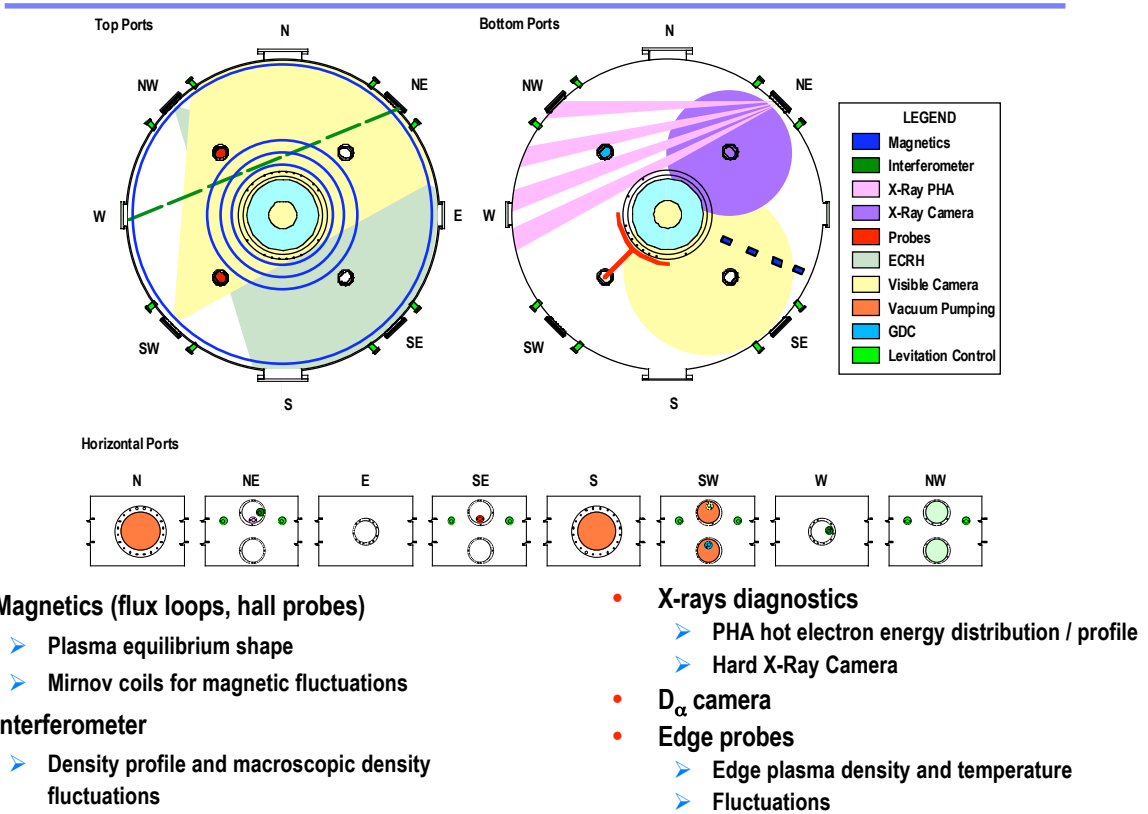 Top Ports
N
NW
NE
W
E
SW
SE
S
Bottom Ports
N
NW
NE
W
E
SW
SE
S
LEGEND
Magnetics
Interferometer
X-Ray PHA
X-Ray Camera
Probes
ECRH
Visible Camera
Vacuum Pumping
GDC
Levitation Control
Horizontal Ports
N NE E SE S SW W NW
Magnetics (flux loops, hall probes)
➢ Plasma equilibrium shape
➢ Mirnov coils for magnetic fluctuations
nterferometer
➢ Density profile and macroscopic density
fluctuations
• X-rays diagnostics
➢ PHA hot electron energy distribution / profile
➢ Hard X-Ray Camera
• Dα camera
• Edge probes
➢ Edge plasma density and temperature
➢ Fluctuations